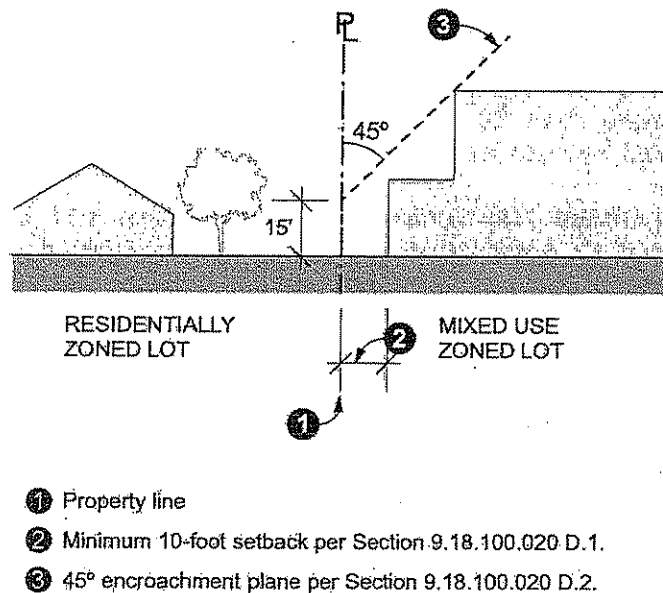 PL
3
45°
15'
RESIDENTIALLY
ZONED LOT
MIXED USE
ZONED LOT
2
1
1 Property line
2 Minimum 10-foot setback per Section 9.18.100.020 D.1.
3 45° encroachment plane per Section 9.18.100.020 D.2.